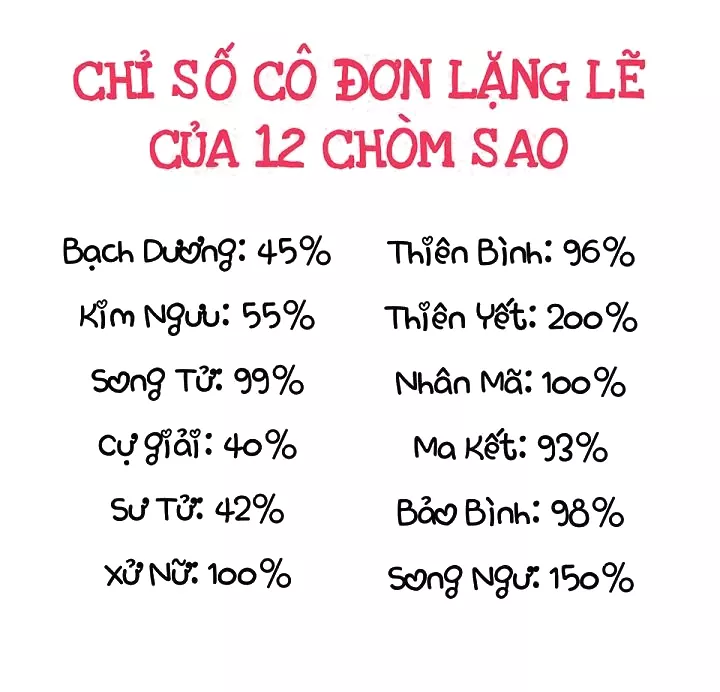 CHỈ SỐ CÔ ĐƠN LẶNG LẼ
CỦA 12 CHÒM SAO
Bạch Dương: 45%
Kim Ngưu: 55%
Song Tử: 99%
Cự giải: 40%
Sư Tử: 42%
Xử Nữ: 100%
Thiên Bình: 96%
Thiên Yết: 200%
Nhân Mã: 100%
Ma Kết: 93%
Bảo Bình: 98%
Song Ngư: 150%